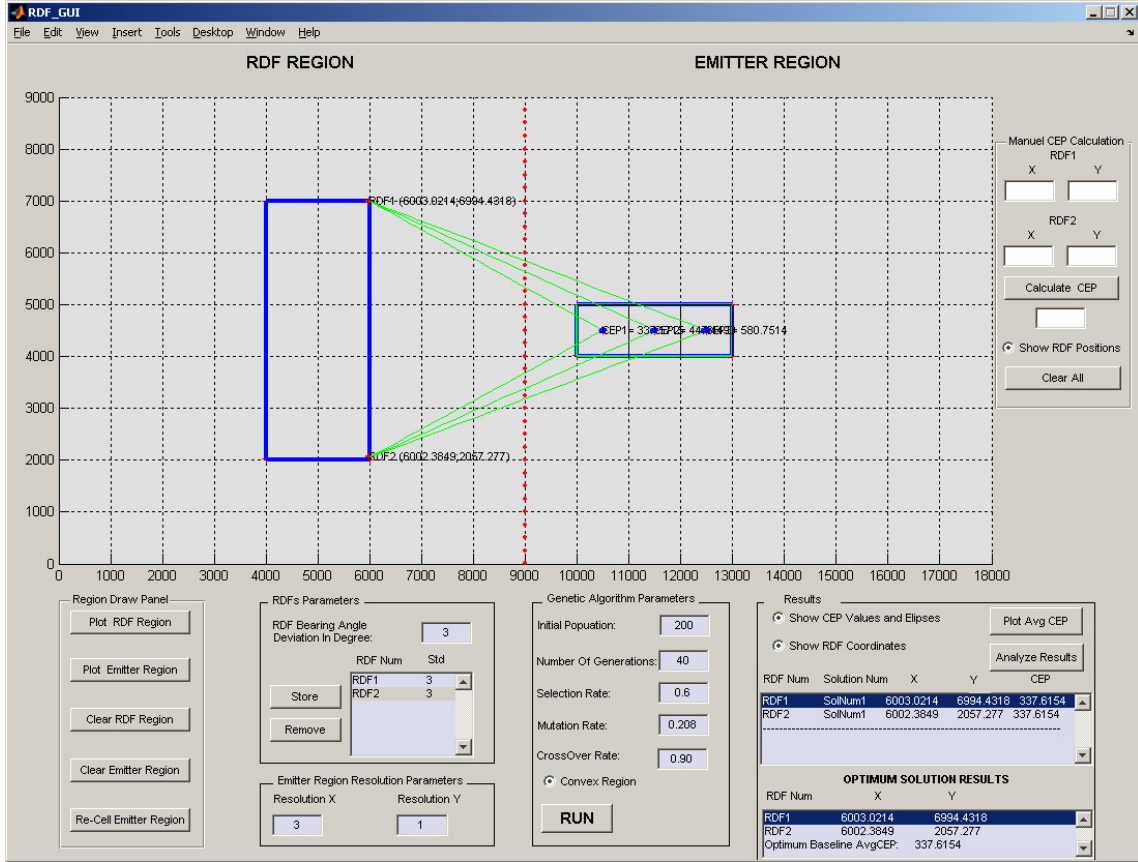 RDF_GUI
File Edit View Insert Tools Desktop Window Help
RDF REGION
EMITTER REGION
9000
8000
7000
6000
5000
4000
3000
2000
1000
0
0 1000 2000 3000 4000 6000 7000 8000 9000 10000 11000 12000 13000 14000 15000 16000 17000 18000
RDF1 (6003.0214;6994.4318)
RDF2 (6002.3849;2057.277)
580.7514
Manuel CEP Calculation
RDF1
X Y
RDF2
X Y
Calculate CEP
Show RDF Positions
Clear All
Region Draw Panel
Plot RDF Region
Plot Emitter Region
Clear RDF Region
Clear Emitter Region
Re-Cell Emitter Region
RDFs Parameters
RDF Bearing Angle
Deviation In Degree: 3
RDF Num Std
RDF1 3
RDF2 3
Store
Remove
Emitter Region Resolution Parameters
Resolution X Resolution Y
3 1
Genetic Algorithm Parameters
Initial Popuation: 200
Number Of Generations: 40
Selection Rate: 0.6
Mutation Rate: 0.208
CrossOver Rate: 0.90
Convex Region
RUN
Results
Show CEP Values and Elipses
Plot Avg CEP
Show RDF Coordinates
Analyze Results
RDF Num Solution Num X Y CEP
RDF1 SolNum1 6003.0214 6994.4318 337.6154
RDF2 SolNum1 6002.3849 2057.277 337.6154
OPTIMUM SOLUTION RESULTS
RDF Num X Y
RDF1 6003.0214 6994.4318
RDF2 6002.3849 2057.277
Optimum Baseline AvgCEP: 337.6154